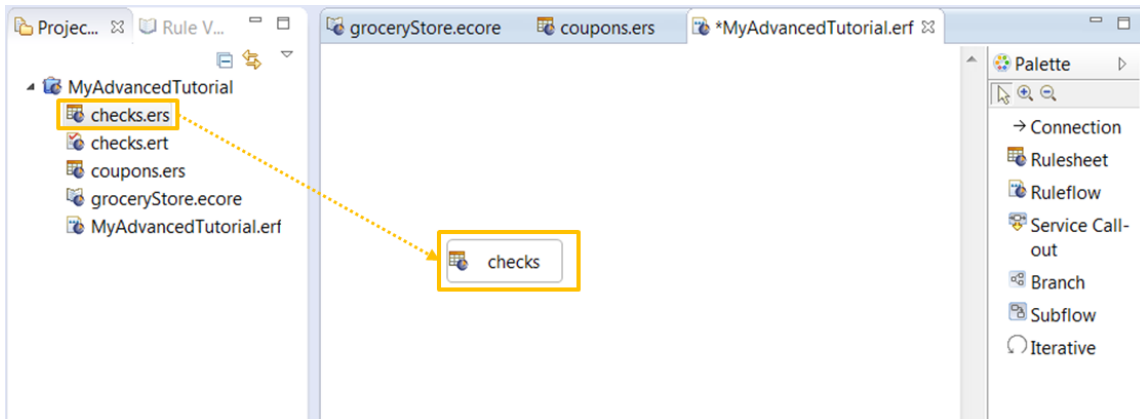 Projec... Rule V...
MyAdvancedTutorial
checks.ers
checks.ert
coupons.ers
groceryStore.ecore
MyAdvancedTutorial.erf
groceryStore.ecore coupons.ers *MyAdvancedTutorial.erf
checks
Palette
Connection
Rulesheet
Ruleflow
Service Call-
out
Branch
Subflow
Iterative